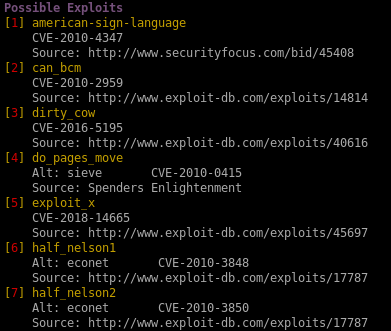 Possible Exploits
[1] american-sign-language
CVE-2010-4347
Source: http://www.securityfocus.com/bid/45408
[2] can_bcm
CVE-2010-2959
Source: http://www.exploit-db.com/exploits/14814
[3] dirty_cow
CVE-2016-5195
Source: http://www.exploit-db.com/exploits/40616
[4] do_pages_move
Alt: sieve       CVE-2010-0415
Source: Spenders Enlightenment
[5] exploit_x
CVE-2018-14665
Source: http://www.exploit-db.com/exploits/45697
[6] half_nelson1
Alt: econet       CVE-2010-3848
Source: http://www.exploit-db.com/exploits/17787
[7] half_nelson2
Alt: econet       CVE-2010-3850
Source: http://www.exploit-db.com/exploits/17787